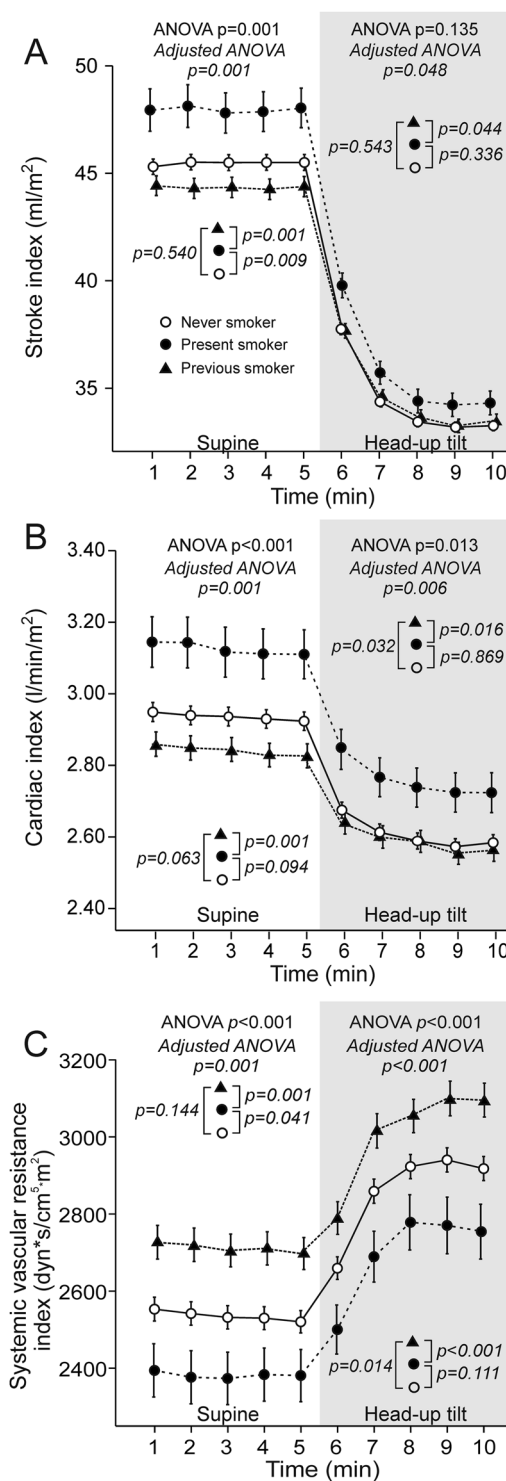 A
ANOVA p=0.001
Adjusted ANOVA
p=0.001
ANOVA p=0.135
Adjusted ANOVA
p=0.048
Stroke index (ml/m²)
50
45
40
35
p=0.543
p=0.044
p=0.336
p=0.540
p=0.001
p=0.009
Never smoker
Present smoker
Previous smoker
Supine
Head-up tilt
1 2 3 4 5 6 7 8 9 10
Time (min)
B
ANOVA p<0.001
Adjusted ANOVA
p=0.001
ANOVA p=0.013
Adjusted ANOVA
p=0.006
Cardiac index (l/min/m²)
3.40
3.20
3.00
2.80
2.60
2.40
p=0.032
p=0.016
p=0.869
p=0.063
p=0.001
p=0.094
Supine
Head-up tilt
1 2 3 4 5 6 7 8 9 10
Time (min)
C
ANOVA p<0.001
Adjusted ANOVA
p=0.001
ANOVA p<0.001
Adjusted ANOVA
p<0.001
Systemic vascular resistance
index (dyn*s/cm⁵*m²)
3200
3000
2800
2600
2400
p=0.144
p=0.001
p=0.041
p=0.014
p<0.001
p=0.111
Supine
Head-up tilt
1 2 3 4 5 6 7 8 9 10
Time (min)